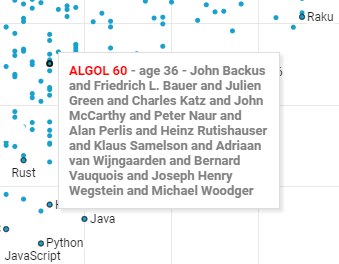 Raku
ALGOL 60 - age 36 - John Backus
and Friedrich L. Bauer and Julien
Green and Charles Katz and John
McCarthy and Peter Naur and
Alan Perlis and Heinz Rutishauser
and Klaus Samelson and Adriaan
van Wijngaarden and Bernard
Vauquois and Joseph Henry
Wegstein and Michael Woodger
Rust
Java
Python
JavaScript